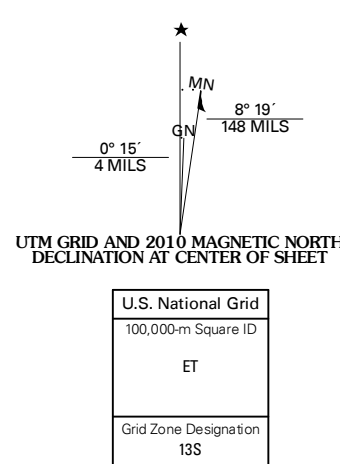 ★
MN
8° 19´
148 MILS
GN
0° 15´
4 MILS
UTM GRID AND 2010 MAGNETIC NORTH
DECLINATION AT CENTER OF SHEET
U.S. National Grid
100,000-m Square ID
ET
Grid Zone Designation
13S